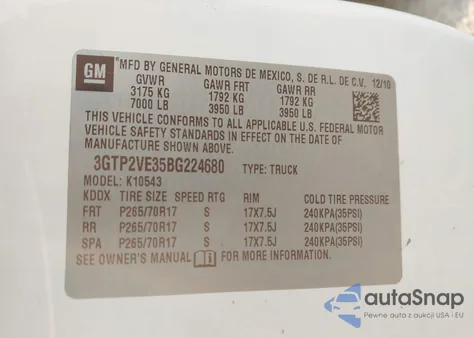 GM
MFD BY GENERAL MOTORS DE MEXICO, S. DE R.L. DE C.V. 12/10
GVWR GAWR FRT GAWR RR
3175 KG 1792 KG 1792 KG
7000 LB 3950 LB 3950 LB
THIS VEHICLE CONFORMS TO ALL APPLICABLE U.S. FEDERAL MOTOR
VEHICLE SAFETY STANDARDS IN EFFECT ON THE DATE OF
MANUFACTURE SHOWN ABOVE.
3GTP2VE35BG224680 TYPE: TRUCK
MODEL: K10543
KDDX TIRE SIZE SPEED RTG RIM COLD TIRE PRESSURE
FRT P265/70R17 S 17X7.5J 240KPA(35PSI)
RR P265/70R17 S 17X7.5J 240KPA(35PSI)
SPA P265/70R17 S 17X7.5J 240KPA(35PSI)
SEE OWNER'S MANUAL FOR MORE INFORMATION.
autoSnap
Pewne auta z aukcji USA i EU